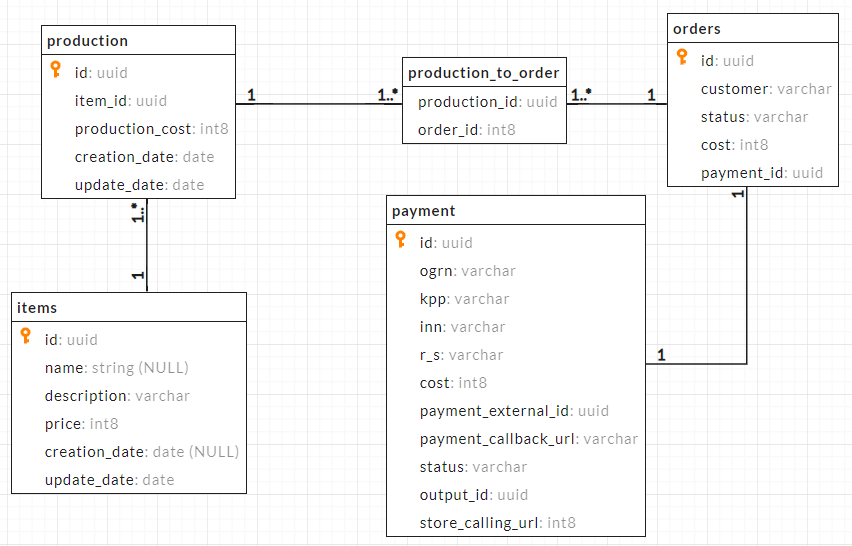 production
id: uuid
item_id: uuid
production_cost: int8
creation_date: date
update_date: date
1
1..*
production_to_order
production_id: uuid
order_id: int8
1..*
1
orders
id: uuid
customer: varchar
status: varchar
cost: int8
payment_id: uuid
1
1..*
1
items
id: uuid
name: string (NULL)
description: varchar
price: int8
creation_date: date (NULL)
update_date: date
payment
id: uuid
ogrn: varchar
kpp: varchar
inn: varchar
r_s: varchar
cost: int8
payment_external_id: uuid
payment_callback_url: varchar
status: varchar
output_id: uuid
store_calling_url: int8
1